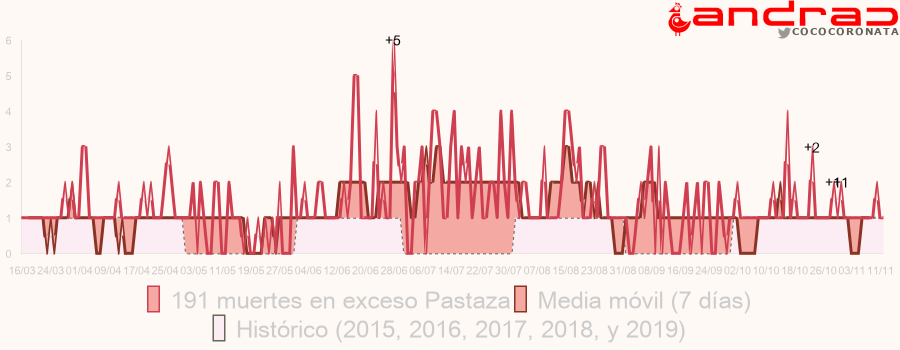 andrab
COCOCORONATA
+5
+2
+1+1
6
5
4
3
2
1
0
16/03 24/03 01/04 09/04 17/04 25/04 03/05 11/05 19/05 27/05 04/06 12/06 20/06 28/06 06/07 14/07 22/07 30/07 07/08 15/08 23/08 31/08 08/09 16/09 24/09 02/10 10/10 18/10 26/10 03/11 11/11
191 muertes en exceso Pastaza Media móvil (7 días)
Histórico (2015, 2016, 2017, 2018, y 2019)